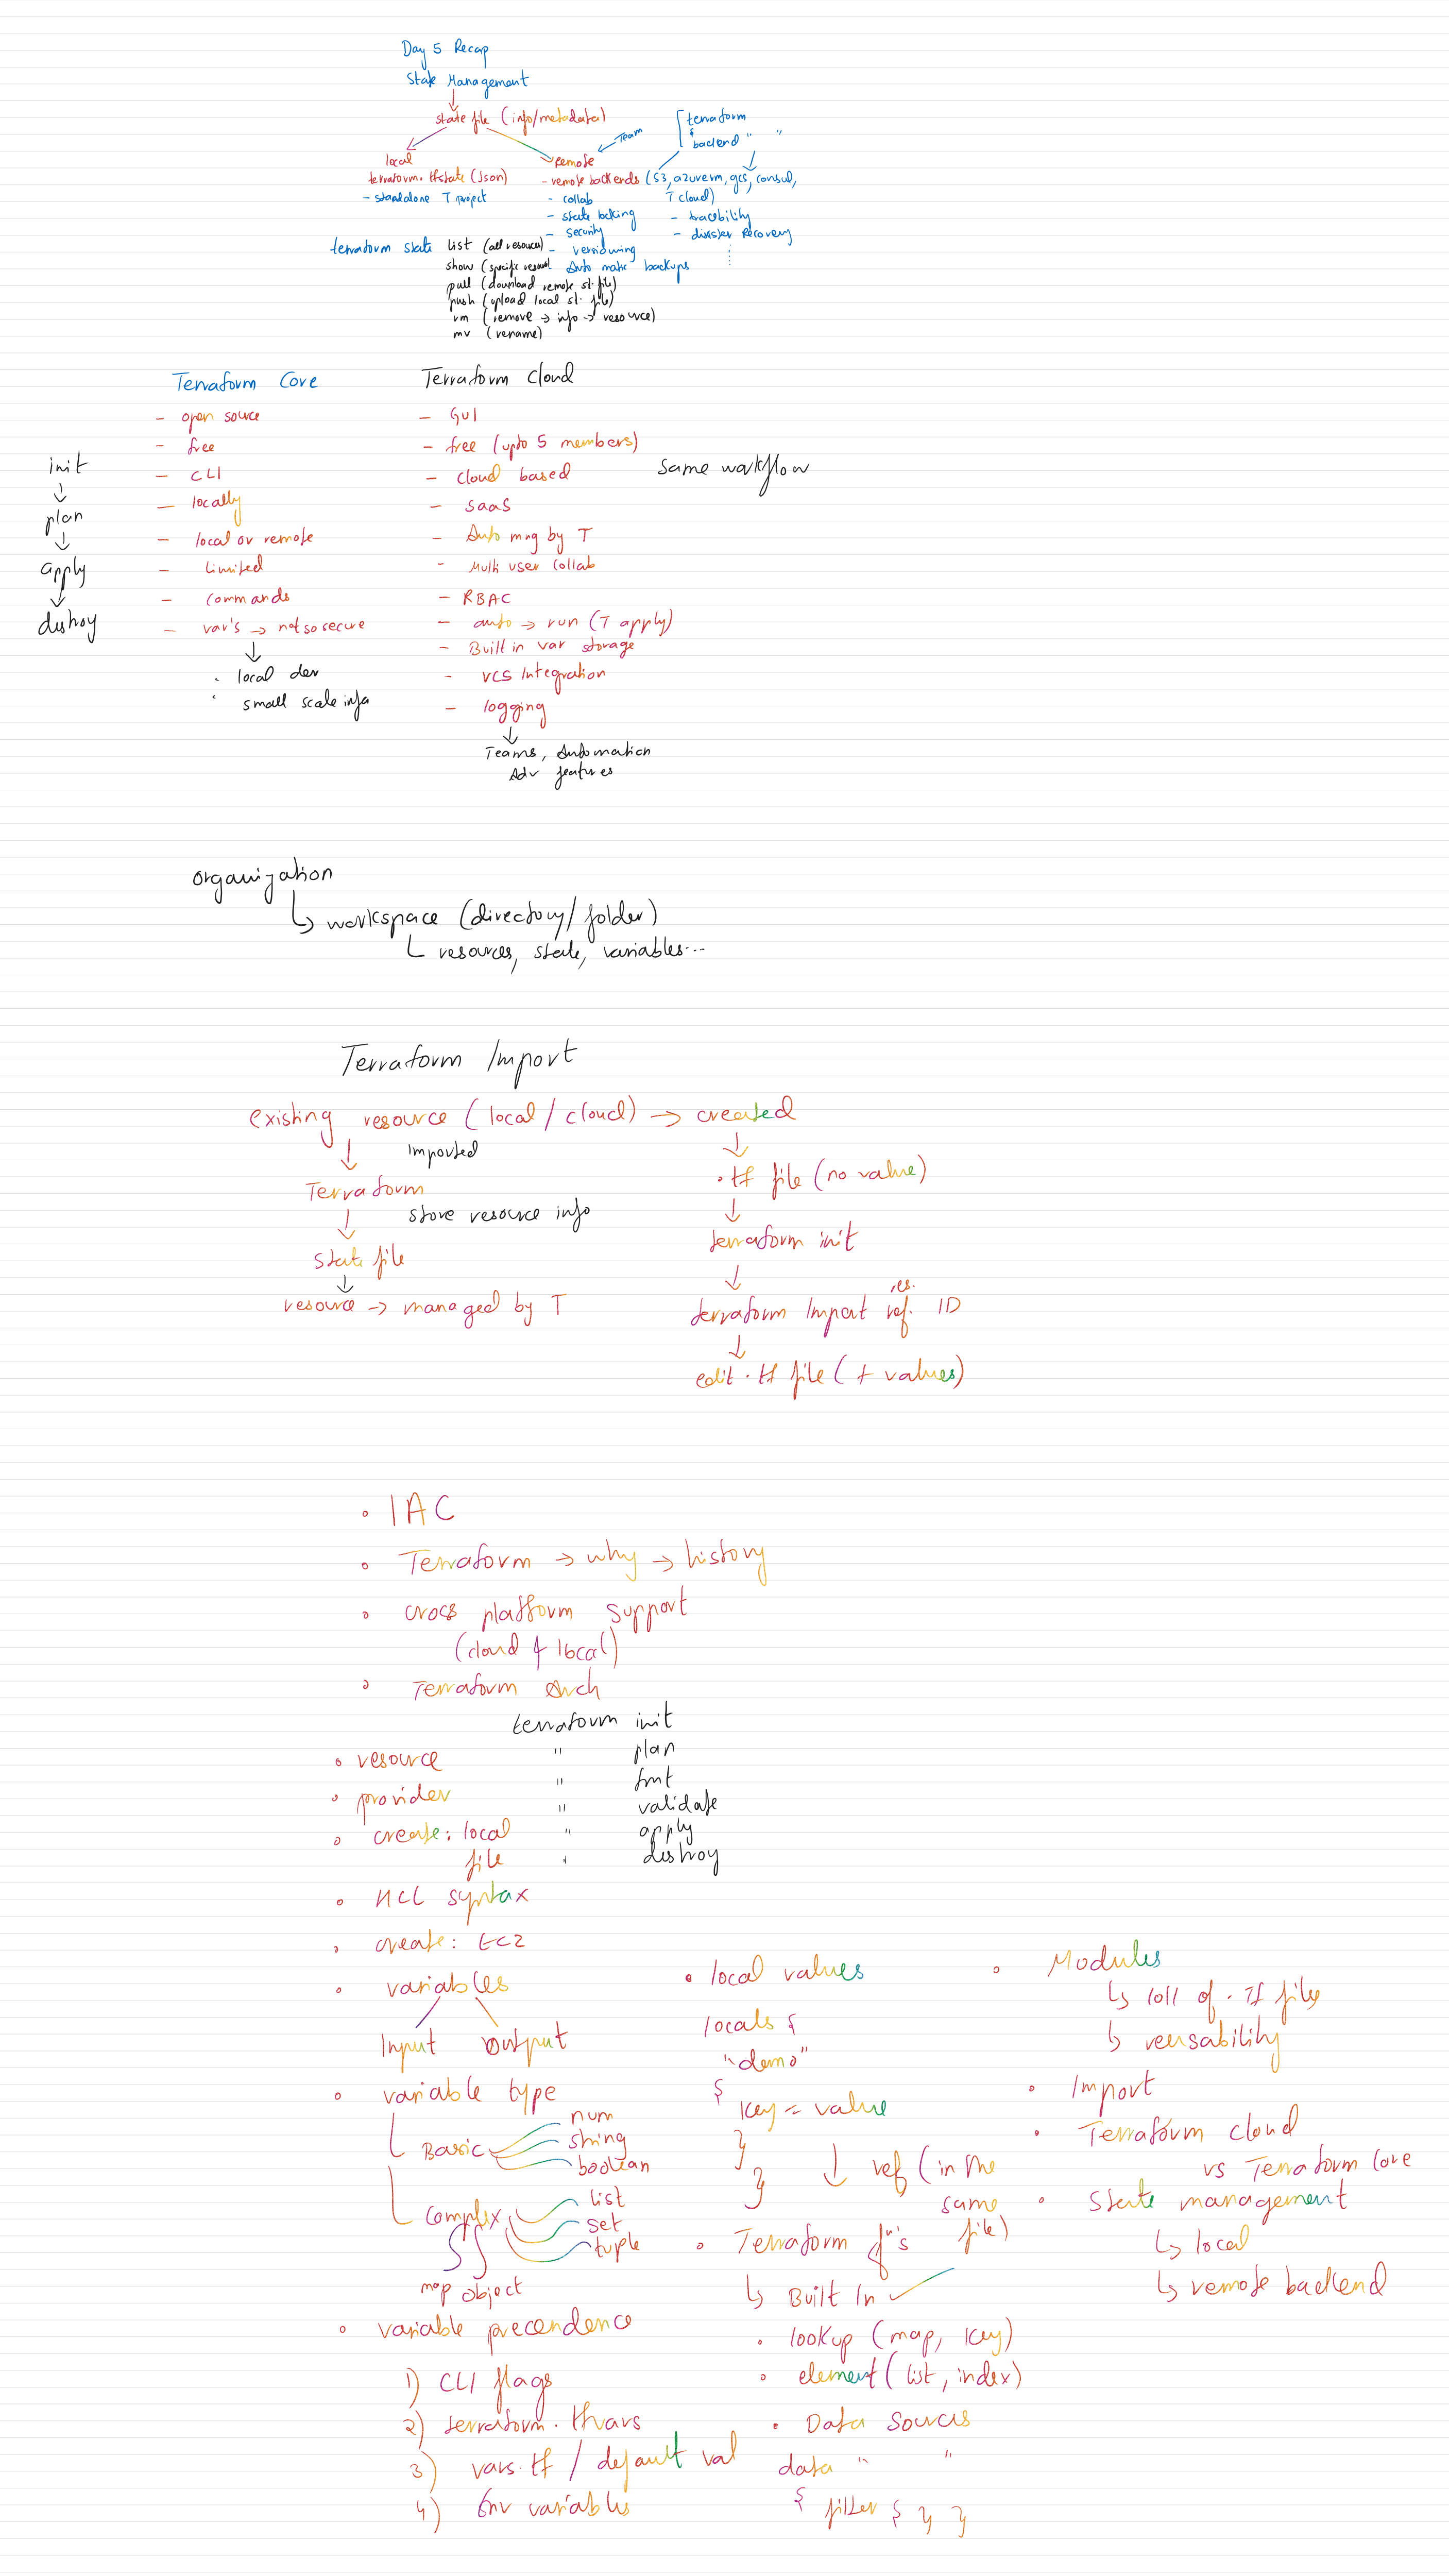 Day 5 Recap
State Management
state file (info/metadata)
local
terraform.tfstate (Json)
- standalone T project
Team
Remote
- remote backends (S3, azurerm, gcs, consul,
T cloud)
terraform
{
backend " "
- collab
- state locking
- security
- versioning
- Auto matic backups
- tracebility
- disaster Recovery
terraform state list (all resources)
show (specific resource)
pull (download remote st. file)
push (upload local st. file)
rm (remove → info → resource)
mv (rename)
init
↓
plan
↓
apply
↓
destroy
Terraform Core
- open source
- free
- CLI
- locally
- local or remote
- Limited
- Commands
- var's → not so secure
↓
. local dev
. small scale infa
Terraform Cloud
- GUI
- free (upto 5 members)
- Cloud based
- SaaS
- Auto mng by T
- Multi user Collab
- RBAC
- auto → run (T apply)
- Built in var storage
- VCS Integration
- logging
↓
Teams, Automation
Adv features
same workflow
organization
↳ workspace (directory/folder)
└ resources, state, variables...
Terraform Import
existing resource (local/cloud) → created
↓ Imported
Terraform
↓ store resource info
State file
↓
resource → managed by T
↓
.tf file (no value)
↓
terraform init
↓
res.
terraform Import ref. ID
↓
edit .tf file (+ values)
• IAC
• Terraform → why → history
• cross platform support
(cloud & local)
• Terraform Arch
terraform init
" plan
" fmt
" validate
" apply
" destroy
• resource
• provider
• create: local
file
• HCL syntax
• create: EC2
• variables
Input Output
• variable type
Basic
num
string
boolean
Complex
list
set
tuple
map object
• variable precendence
1) CLI flags
2) terraform.tfvars
3) vars.tf / default val
4) Env variables
• local values
locals {
"demo"
{
key = value
}
}
↓ ref (in the
same
file)
• Terraform fn's
↳ Built In
• lookup (map, key)
• element (list, index)
• Data Sources
data " "
{ filter { } }
• Modules
↳ coll of .tf files
↳ reusability
• Import
• Terraform cloud
vs Terraform Core
• State management
↳ local
↳ remote backend